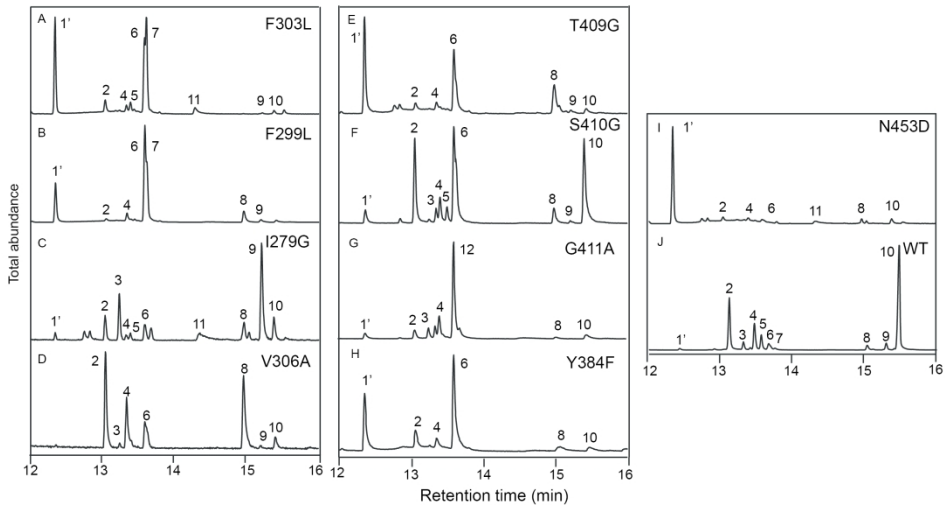 Total abundance
A F303L
1' 2 4 5 6 7 11 9 10
B F299L
1' 2 4 6 7 8 9
C I279G
1' 2 3 4 5 6 11 8 9 10
D V306A
2 3 4 6 8 9 10
12 13 14 15 16
E T409G
1' 2 4 6 8 9 10
F S410G
1' 2 3 4 5 6 8 9 10
G G411A
1' 2 3 4 12 8 10
H Y384F
1' 2 4 6 8 10
12 13 14 15 16
I N453D
1' 2 4 6 7 11 8 10
J WT
1' 2 3 4 5 6 7 8 9 10
12 13 14 15 16
Retention time (min)